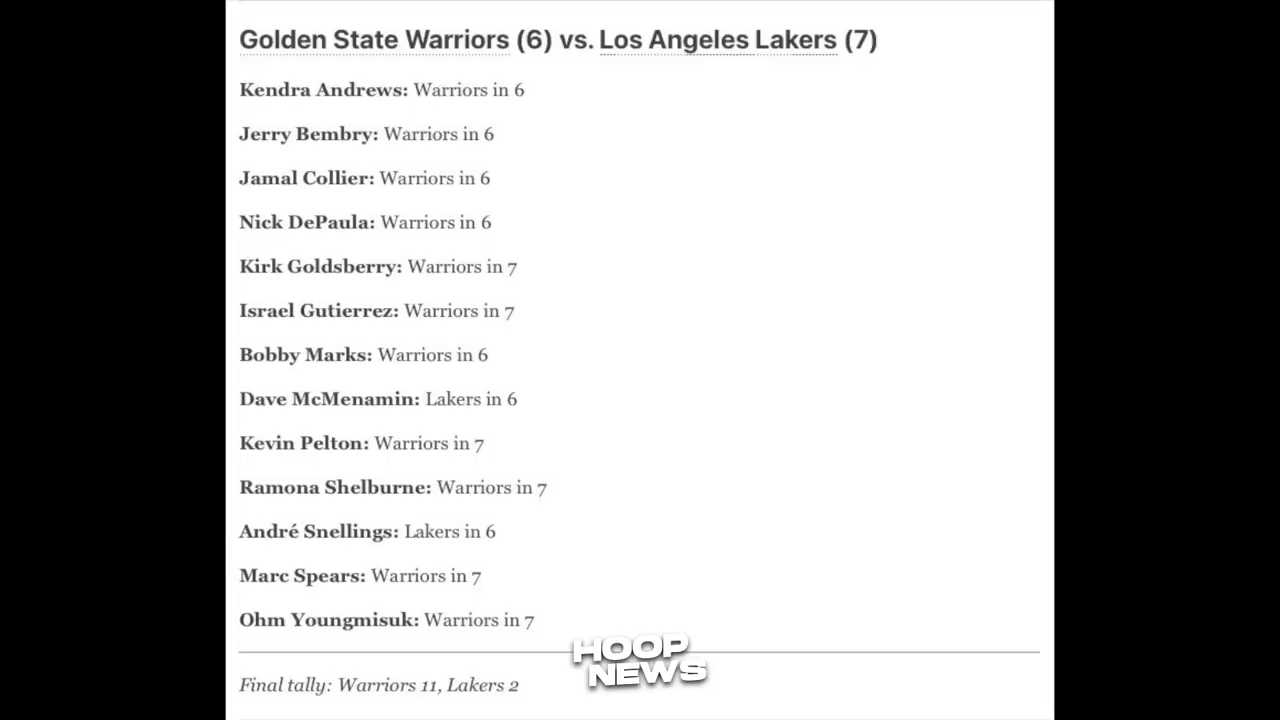 Golden State Warriors (6) vs. Los Angeles Lakers (7)
Kendra Andrews: Warriors in 6
Jerry Bembry: Warriors in 6
Jamal Collier: Warriors in 6
Nick DePaula: Warriors in 6
Kirk Goldsberry: Warriors in 7
Israel Gutierrez: Warriors in 7
Bobby Marks: Warriors in 6
Dave McMenamin: Lakers in 6
Kevin Pelton: Warriors in 7
Ramona Shelburne: Warriors in 7
André Snellings: Lakers in 6
Marc Spears: Warriors in 7
Ohm Youngmisuk: Warriors in 7
HOOP
NEWS
Final tally: Warriors 11, Lakers 2